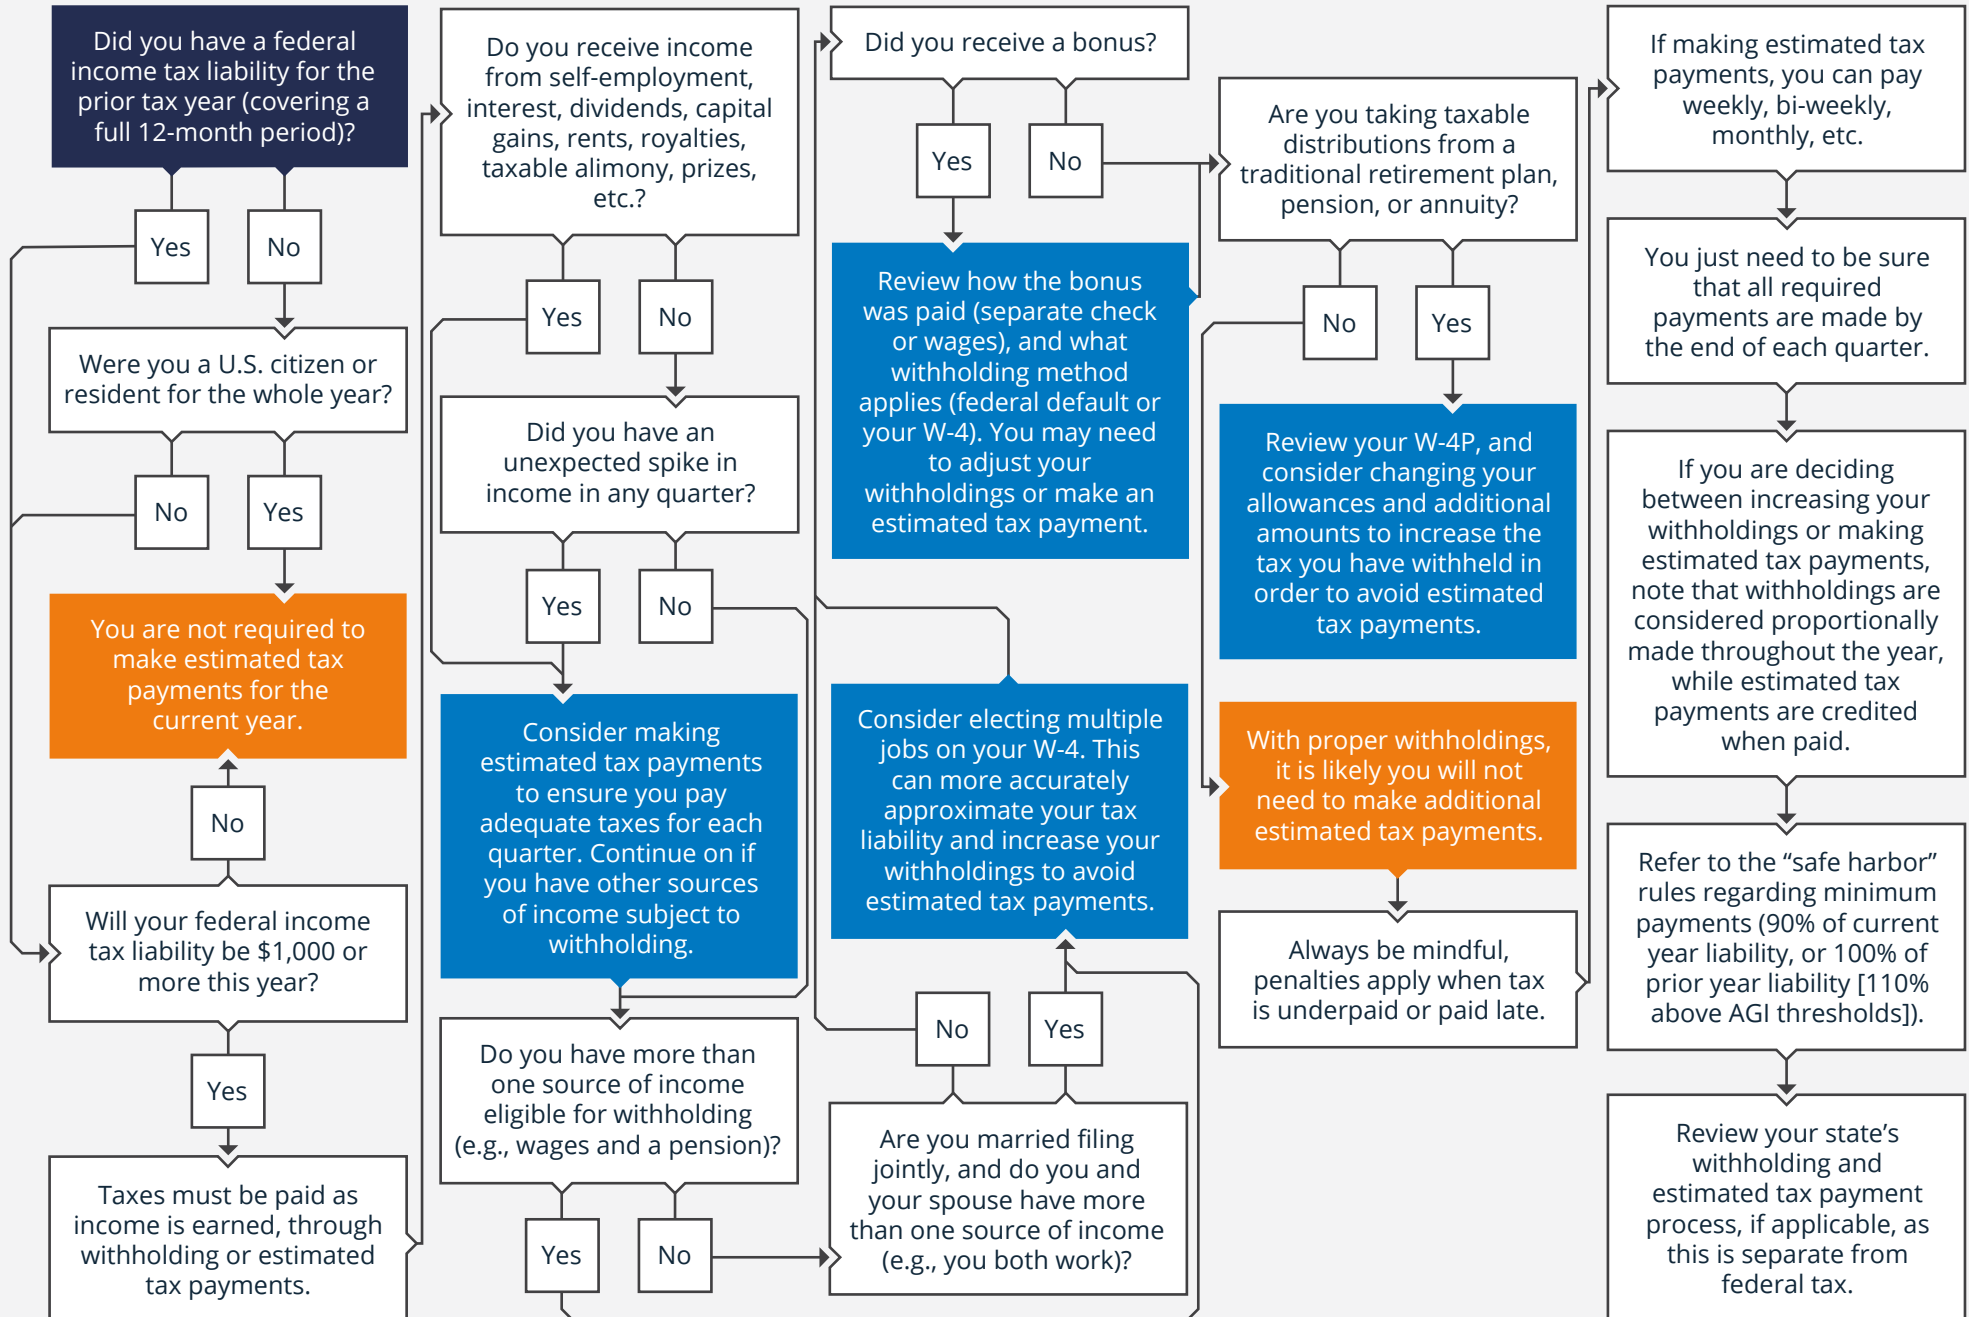 Did you have a federal
income tax liability for the
prior tax year (covering a
full 12-month period)?
Yes
No
Were you a U.S. citizen or
resident for the whole year?
No
Yes
You are not required to
make estimated tax
payments for the
current year.
No
Will your federal income
tax liability be $1,000 or
more this year?
Yes
Taxes must be paid as
income is earned, through
withholding or estimated
tax payments.
Do you receive income
from self-employment,
interest, dividends, capital
gains, rents, royalties,
taxable alimony, prizes,
etc.?
Yes
No
Did you have an
unexpected spike in
income in any quarter?
Yes
No
Consider making
estimated tax payments
to ensure you pay
adequate taxes for each
quarter. Continue on if
you have other sources
of income subject to
withholding.
Do you have more than
one source of income
eligible for withholding
(e.g., wages and a pension)?
Yes
No
Did you receive a bonus?
Yes
No
Review how the bonus
was paid (separate check
or wages), and what
withholding method
applies (federal default or
your W-4). You may need
to adjust your
withholdings or make an
estimated tax payment.
Consider electing multiple
jobs on your W-4. This
can more accurately
approximate your tax
liability and increase your
withholdings to avoid
estimated tax payments.
No
Yes
Are you married filing
jointly, and do you and
your spouse have more
than one source of income
(e.g., you both work)?
Are you taking taxable
distributions from a
traditional retirement plan,
pension, or annuity?
No
Yes
Review your W-4P, and
consider changing your
allowances and additional
amounts to increase the
tax you have withheld in
order to avoid estimated
tax payments.
With proper withholdings,
it is likely you will not
need to make additional
estimated tax payments.
Always be mindful,
penalties apply when tax
is underpaid or paid late.
If making estimated tax
payments, you can pay
weekly, bi-weekly,
monthly, etc.
You just need to be sure
that all required
payments are made by
the end of each quarter.
If you are deciding
between increasing your
withholdings or making
estimated tax payments,
note that withholdings are
considered proportionally
made throughout the year,
while estimated tax
payments are credited
when paid.
Refer to the “safe harbor”
rules regarding minimum
payments (90% of current
year liability, or 100% of
prior year liability [110%
above AGI thresholds]).
Review your state’s
withholding and
estimated tax payment
process, if applicable, as
this is separate from
federal tax.